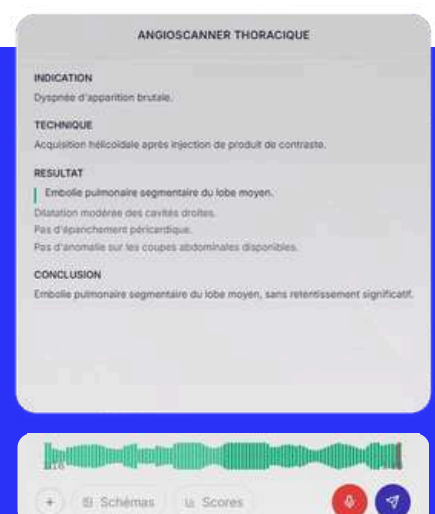 ANGIOSCANNER THORACIQUE
INDICATION
Dyspnée d'apparition brutale.
TECHNIQUE
Acquisition hélicoïdale après injection de produit de contraste.
RESULTAT
Embolie pulmonaire segmentaire du lobe moyen.
Dilatation modérée des cavités droites.
Pas d'épanchement péricardique.
Pas d'anomalie sur les coupes abdominales disponibles.
CONCLUSION
Embolie pulmonaire segmentaire du lobe moyen, sans retentissement significatif.
+ Schémas Scores